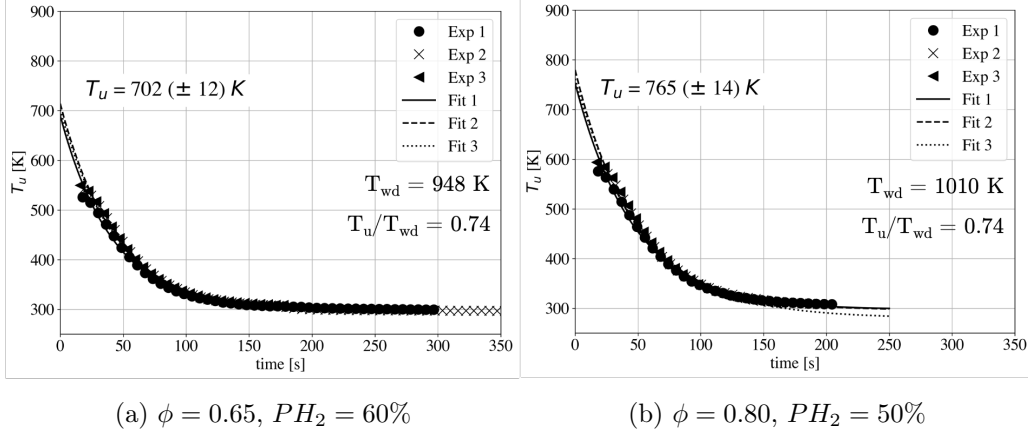 900
800
700
600
500
400
300
T_u [K]
0 50 100 150 200 250 300 350
time [s]
T_u = 702 (± 12) K
Exp 1
Exp 2
Exp 3
Fit 1
Fit 2
Fit 3
T_wd = 948 K
T_u/T_wd = 0.74
(a) ϕ = 0.65, PH₂ = 60%
900
800
700
600
500
400
300
T_u [K]
0 50 100 150 200 250 300 350
time [s]
T_u = 765 (± 14) K
Exp 1
Exp 2
Exp 3
Fit 1
Fit 2
Fit 3
T_wd = 1010 K
T_u/T_wd = 0.74
(b) ϕ = 0.80, PH₂ = 50%